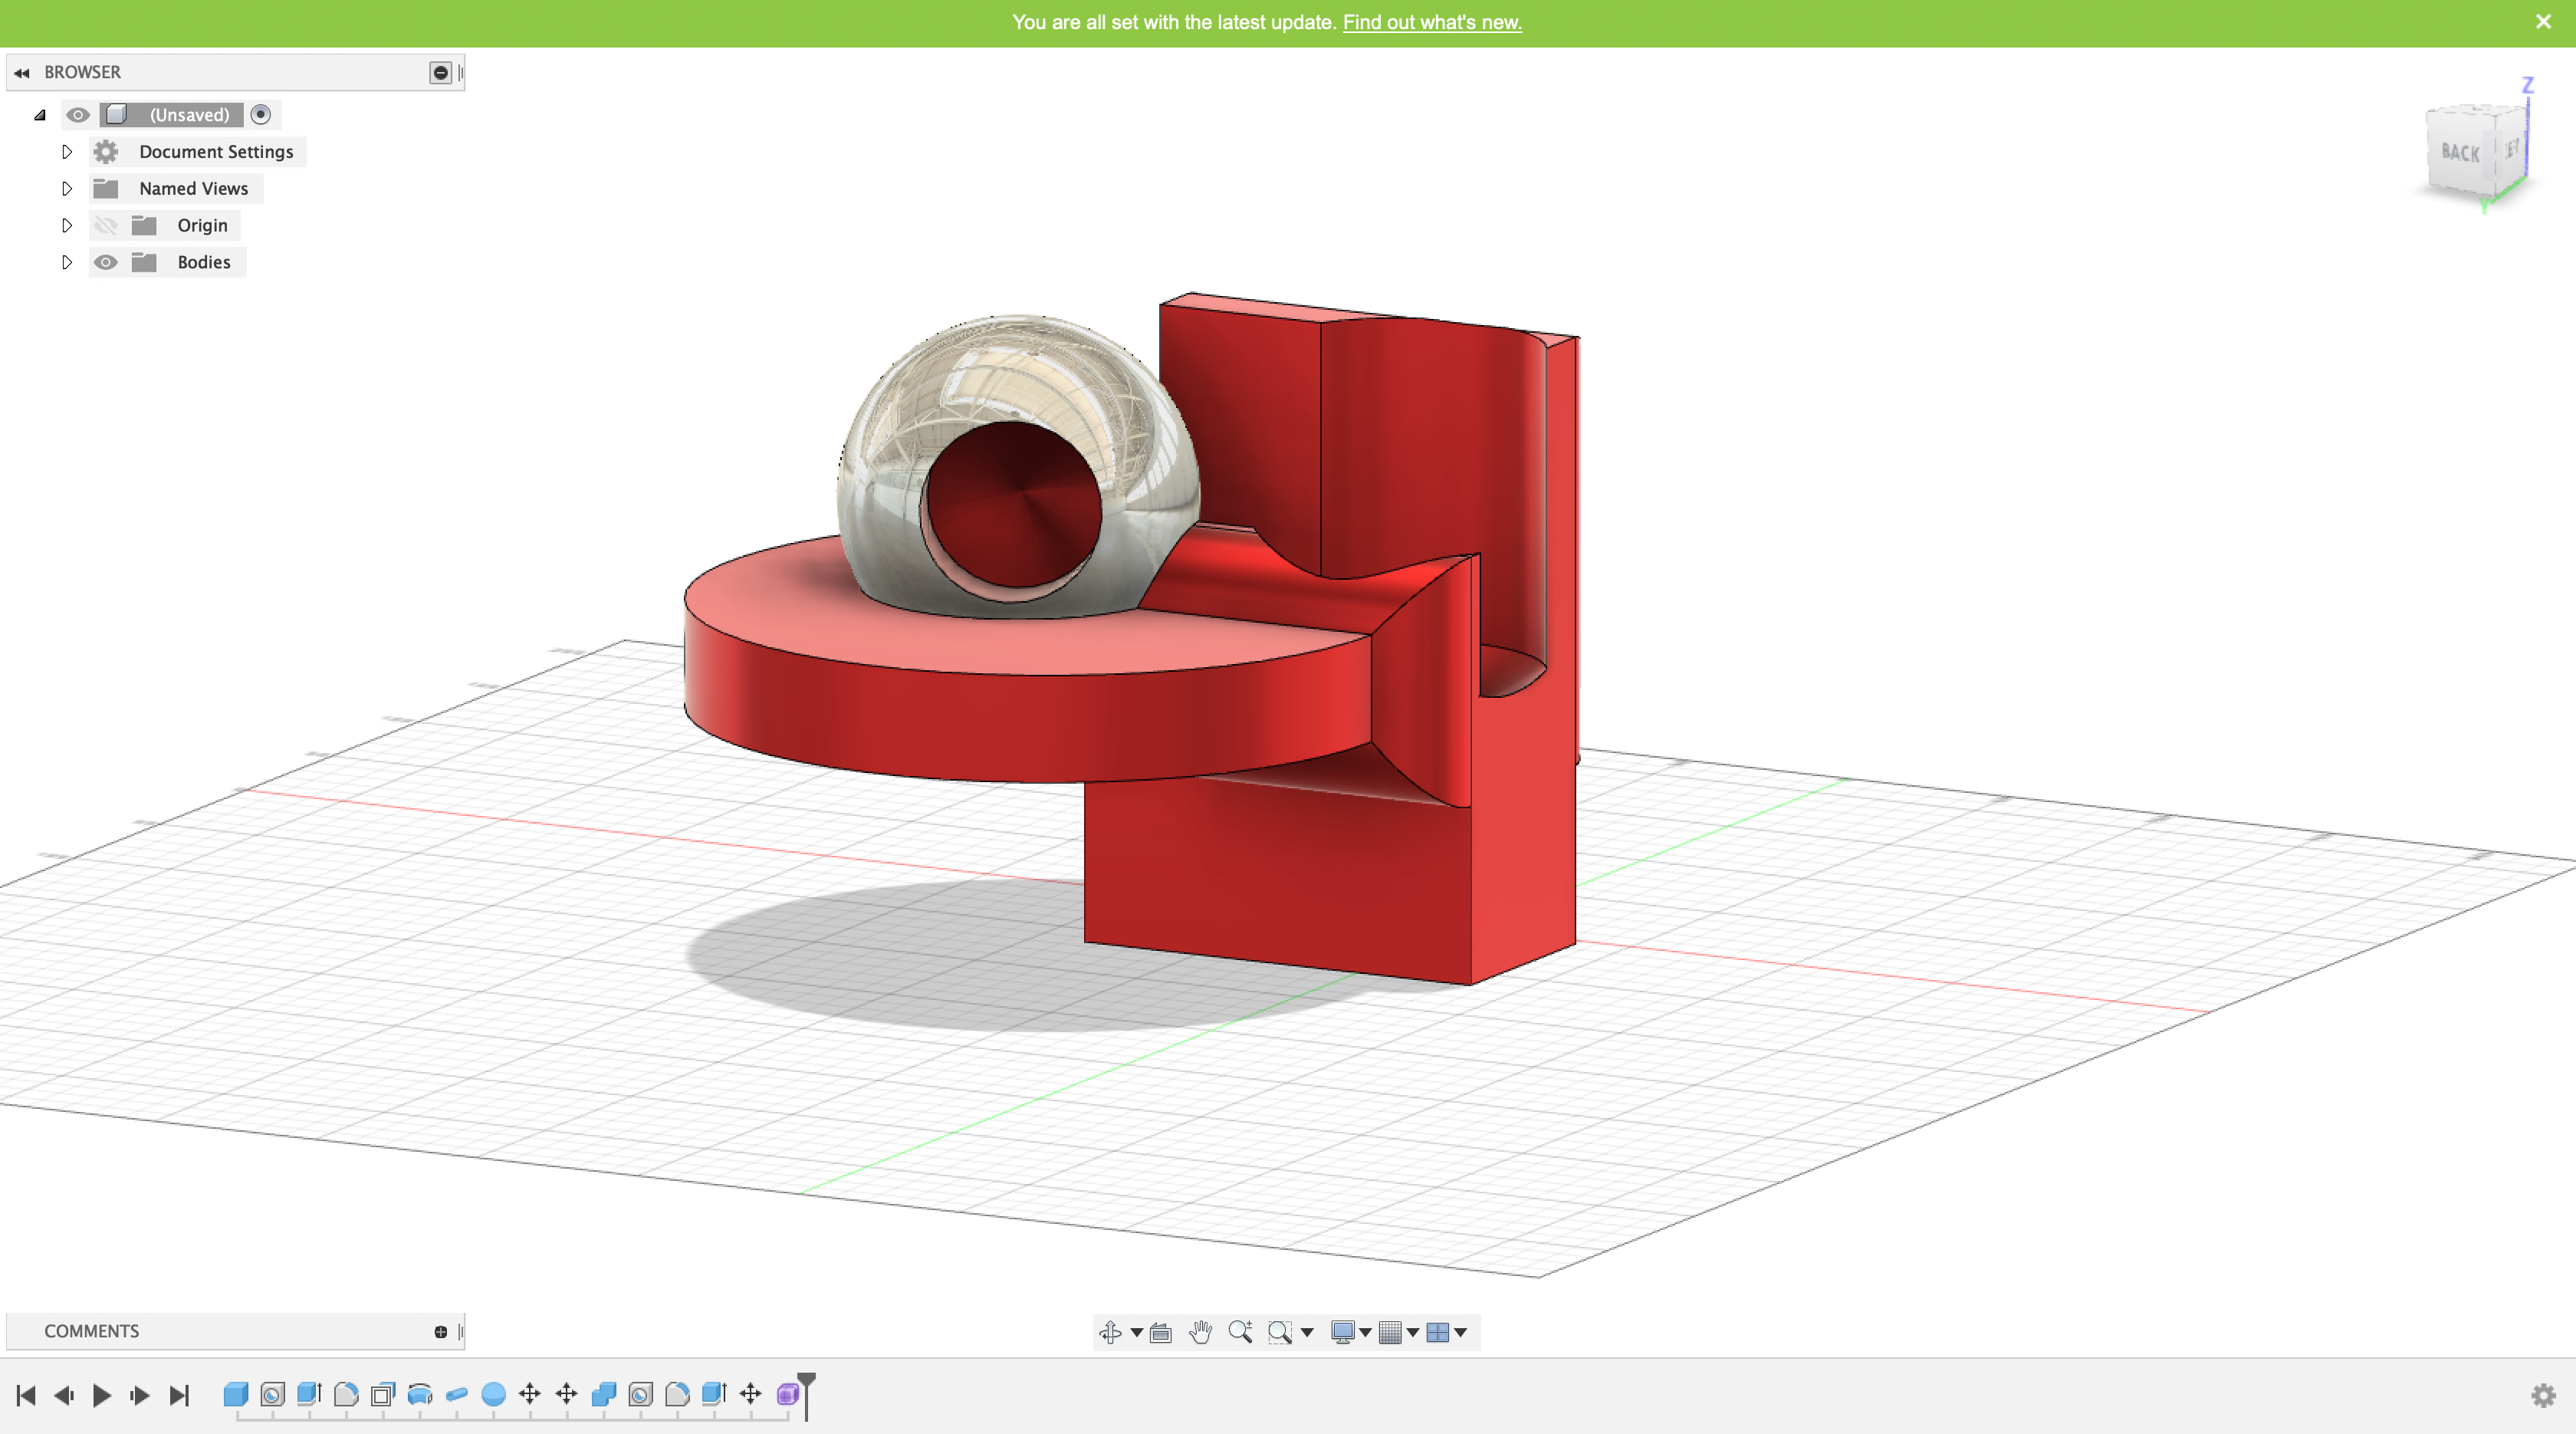 You are all set with the latest update. Find out what's new.
BROWSER
(Unsaved)
Document Settings
Named Views
Origin
Bodies
Z
BACK
Y
COMMENTS